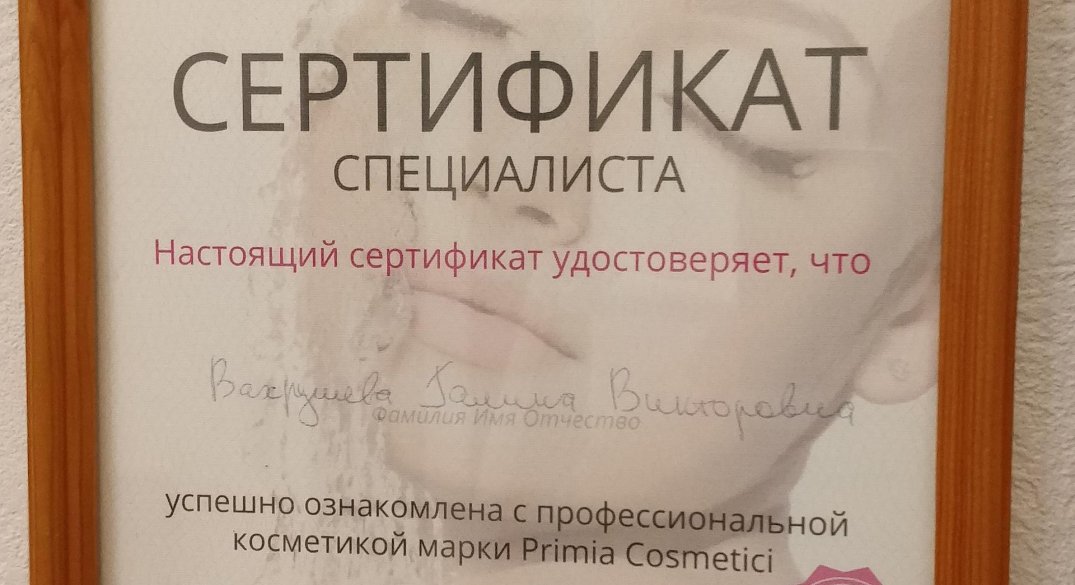 СЕРТИФИКАТ
СПЕЦИАЛИСТА
Настоящий сертификат удостоверяет, что
Вахрушева Галина Викторовна
Фамилия Имя Отчество
успешно ознакомлена с профессиональной
косметикой марки Primia Cosmetici